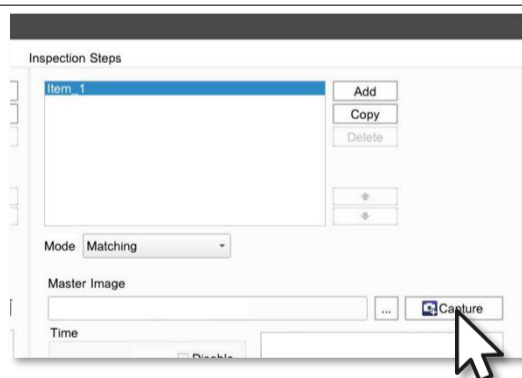 Inspection Steps
Item_1
Add
Copy
Delete
Mode Matching
Master Image
... Capture
Time
Disable